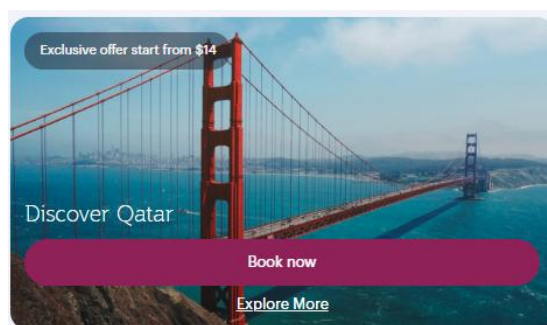 Exclusive offer start from $14
Discover Qatar
Book now
Explore More